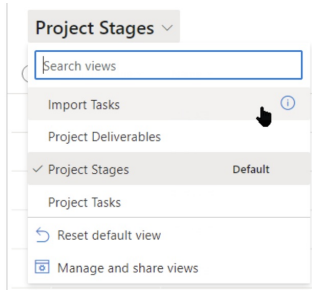 Project Stages
Search views
Import Tasks
Project Deliverables
Project Stages Default
Project Tasks
Reset default view
Manage and share views